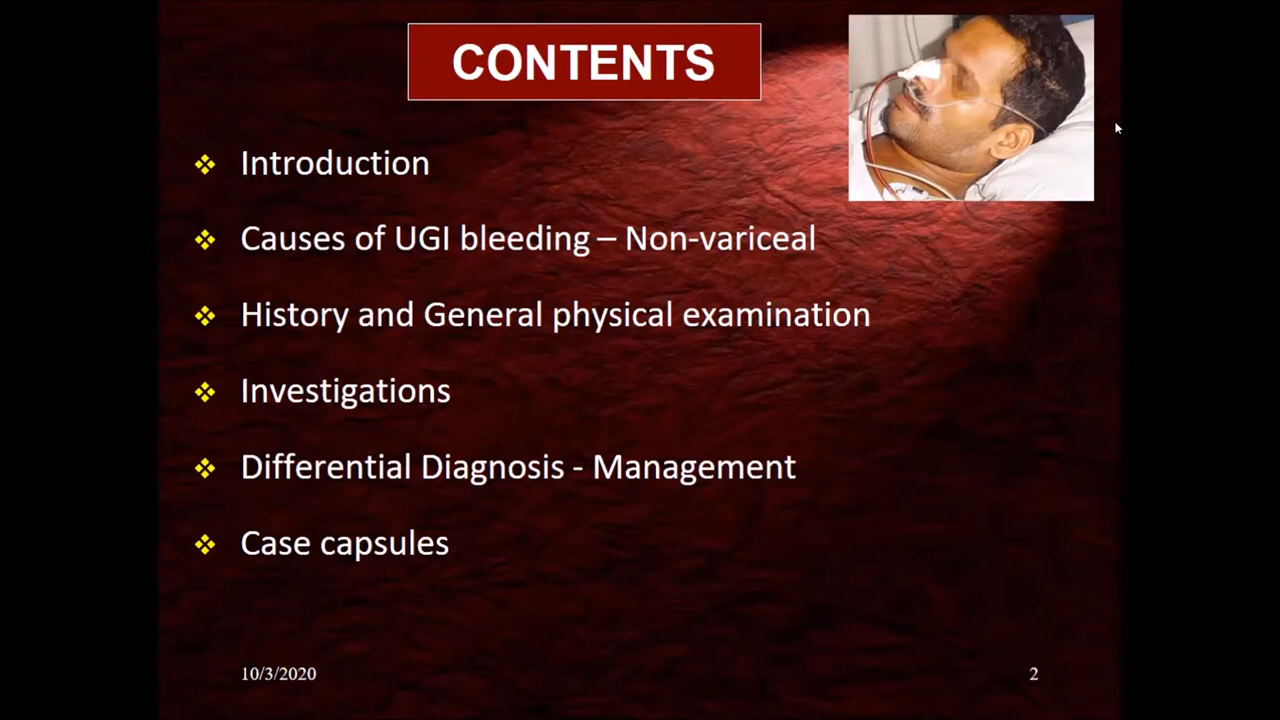 CONTENTS
Introduction
Causes of UGI bleeding – Non-variceal
History and General physical examination
Investigations
Differential Diagnosis - Management
Case capsules
10/3/2020
2